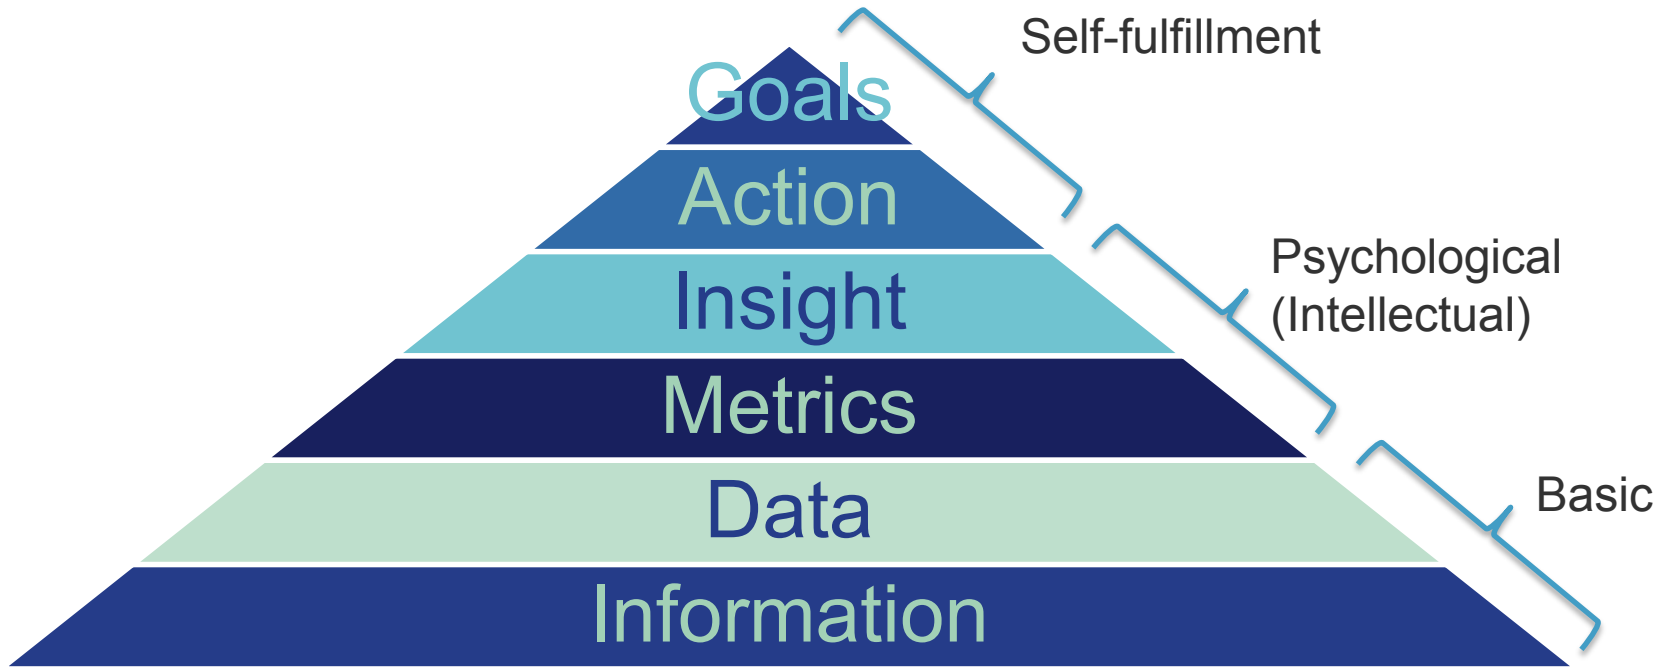 Self-fulfillment
Goals
Action
Psychological
(Intellectual)
Insight
Metrics
Basic
Data
Information